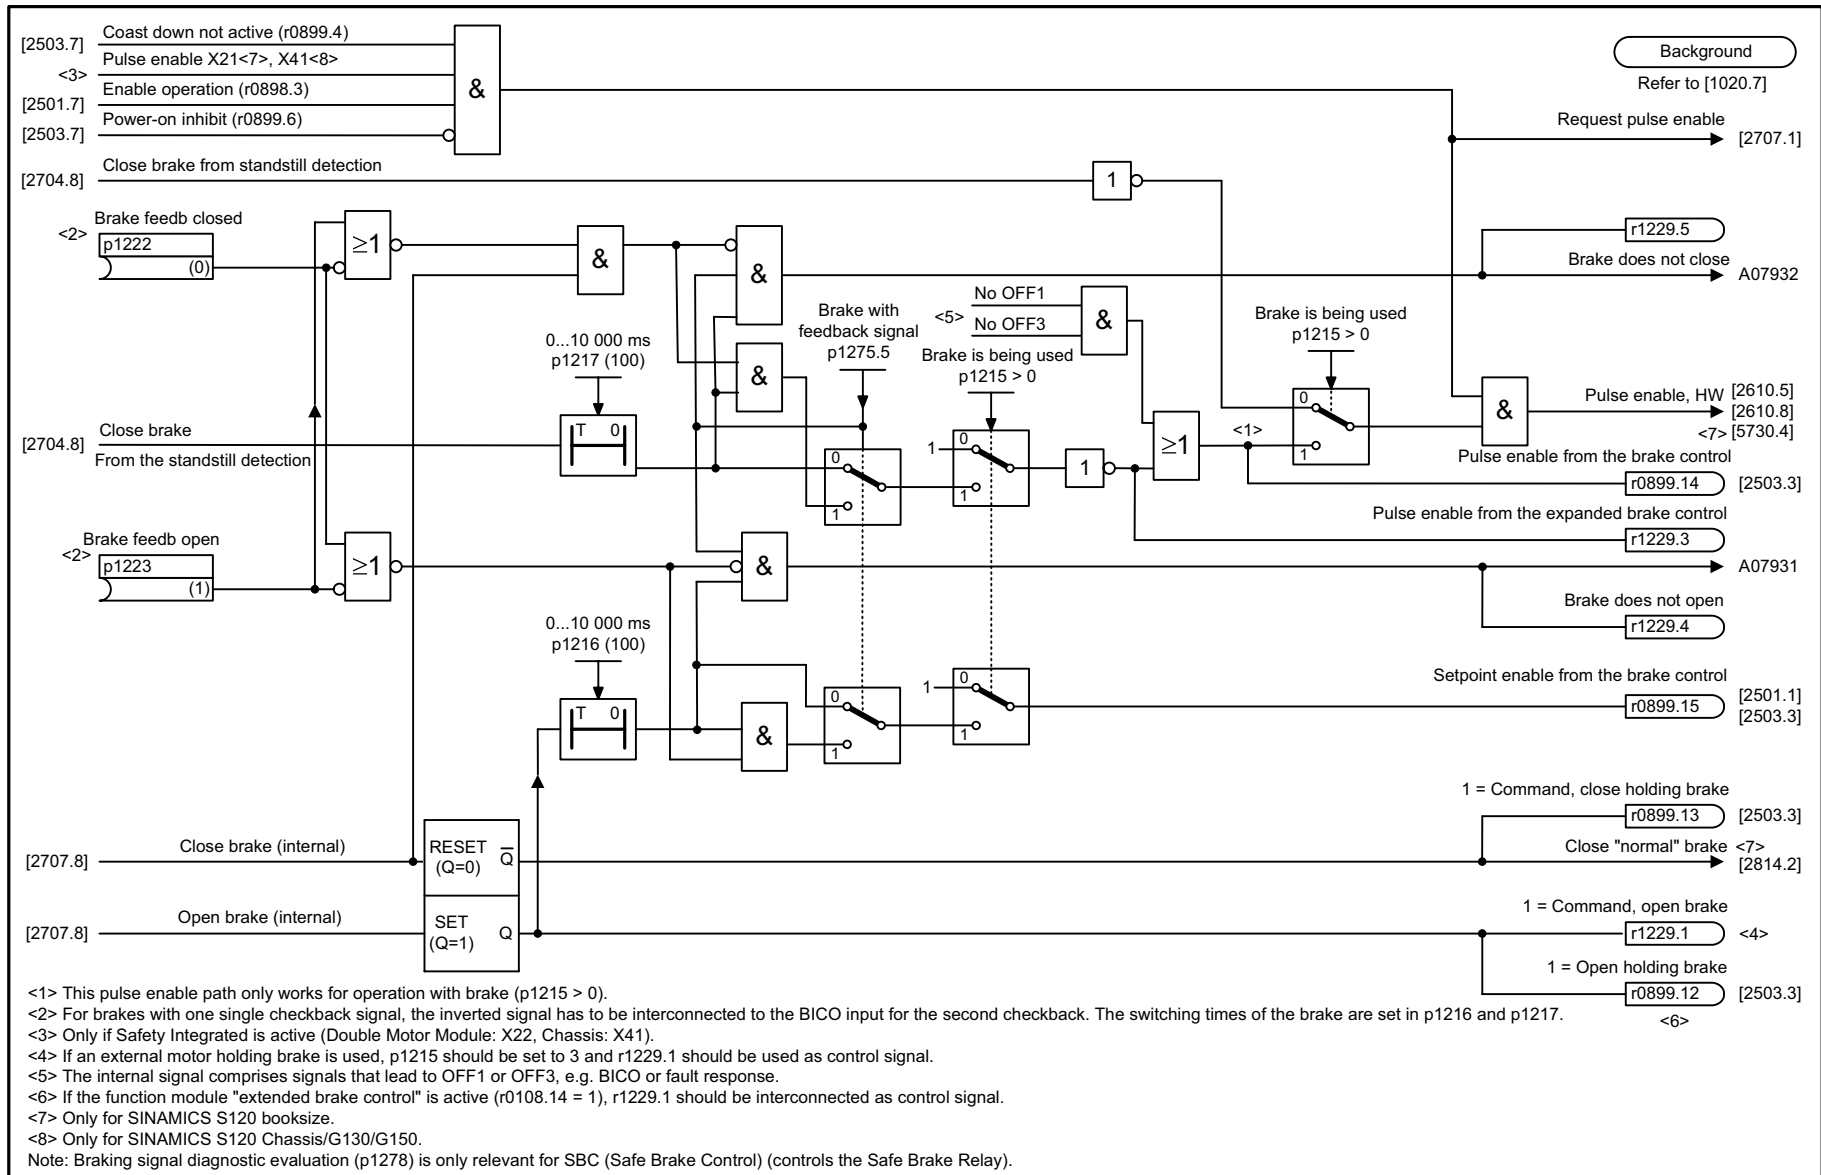 [2503.7] Coast down not active (r0899.4)
<3> Pulse enable X21<7>, X41<8>
[2501.7] Enable operation (r0898.3)
[2503.7] Power-on inhibit (r0899.6)
&
Background
Refer to [1020.7]
Request pulse enable
[2707.1]
[2704.8] Close brake from standstill detection
1
Brake feedb closed
<2>
p1222
(0)
≥1
&
&
r1229.5
Brake does not close
A07932
No OFF1
<5>
No OFF3
&
Brake with
feedback signal
p1275.5
Brake is being used
p1215 > 0
Brake is being used
p1215 > 0
0...10 000 ms
p1217 (100)
&
T 0
0
1
1
0
1
1
≥1
<1>
0
1
&
Pulse enable, HW
[2610.5]
[2610.8]
<7> [5730.4]
[2704.8] Close brake
From the standstill detection
Pulse enable from the brake control
r0899.14
[2503.3]
Pulse enable from the expanded brake control
r1229.3
Brake feedb open
<2>
p1223
(1)
≥1
&
A07931
Brake does not open
r1229.4
0...10 000 ms
p1216 (100)
T 0
&
0
1
1
0
1
Setpoint enable from the brake control
r0899.15
[2501.1]
[2503.3]
1 = Command, close holding brake
r0899.13
[2503.3]
[2707.8] Close brake (internal)
RESET
(Q=0)
Q̅
Close "normal" brake <7>
[2814.2]
[2707.8] Open brake (internal)
SET
(Q=1)
Q
1 = Command, open brake
r1229.1
<4>
1 = Open holding brake
r0899.12
[2503.3]
<6>
<1> This pulse enable path only works for operation with brake (p1215 > 0).
<2> For brakes with one single checkback signal, the inverted signal has to be interconnected to the BICO input for the second checkback. The switching times of the brake are set in p1216 and p1217.
<3> Only if Safety Integrated is active (Double Motor Module: X22, Chassis: X41).
<4> If an external motor holding brake is used, p1215 should be set to 3 and r1229.1 should be used as control signal.
<5> The internal signal comprises signals that lead to OFF1 or OFF3, e.g. BICO or fault response.
<6> If the function module "extended brake control" is active (r0108.14 = 1), r1229.1 should be interconnected as control signal.
<7> Only for SINAMICS S120 booksize.
<8> Only for SINAMICS S120 Chassis/G130/G150.
Note: Braking signal diagnostic evaluation (p1278) is only relevant for SBC (Safe Brake Control) (controls the Safe Brake Relay).